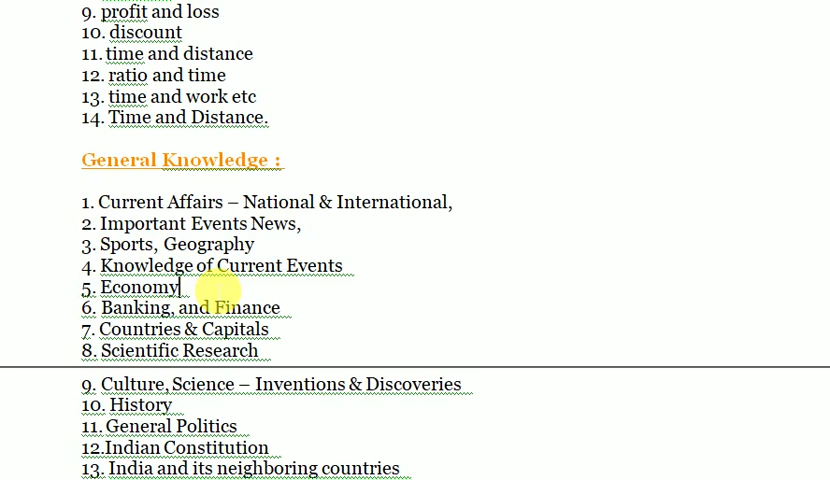 9. profit and loss
10. discount
11. time and distance
12. ratio and time
13. time and work etc
14. Time and Distance.
General Knowledge :
1. Current Affairs – National & International,
2. Important Events News,
3. Sports, Geography
4. Knowledge of Current Events
5. Economy
6. Banking, and Finance
7. Countries & Capitals
8. Scientific Research
9. Culture, Science – Inventions & Discoveries
10. History
11. General Politics
12.Indian Constitution
13. India and its neighboring countries